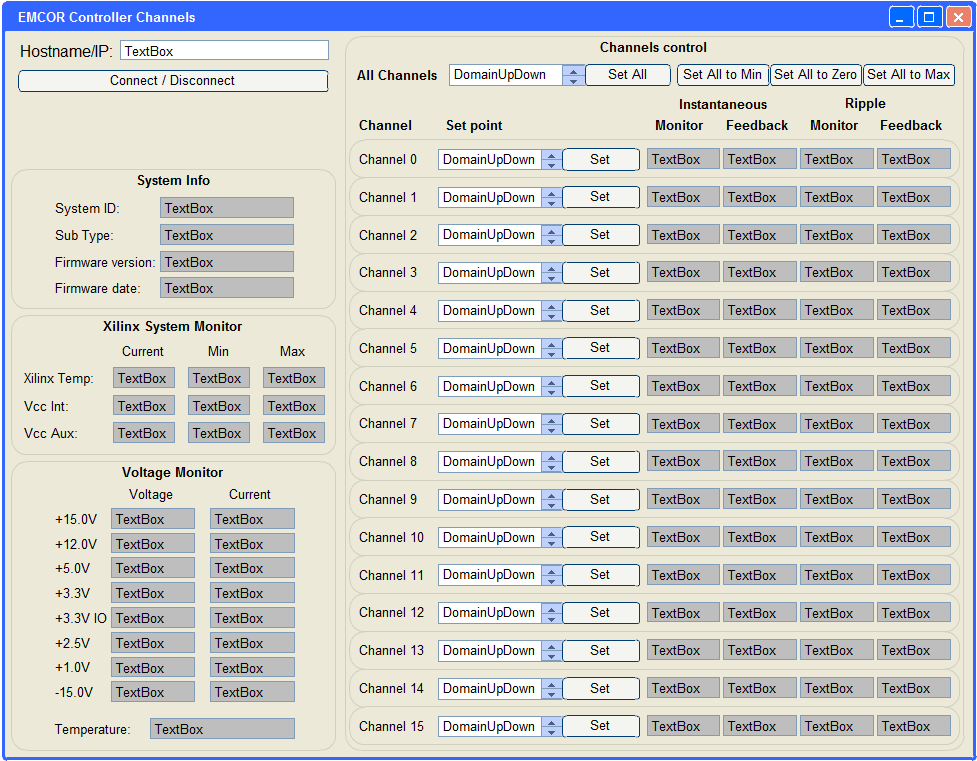 EMCOR Controller Channels
Hostname/IP: TextBox
Connect / Disconnect
System Info
System ID: TextBox
Sub Type: TextBox
Firmware version: TextBox
Firmware date: TextBox
Xilinx System Monitor
Current Min Max
Xilinx Temp: TextBox TextBox TextBox
Vcc Int: TextBox TextBox TextBox
Vcc Aux: TextBox TextBox TextBox
Voltage Monitor
Voltage Current
+15.0V TextBox TextBox
+12.0V TextBox TextBox
+5.0V TextBox TextBox
+3.3V TextBox TextBox
+3.3V IO TextBox TextBox
+2.5V TextBox TextBox
+1.0V TextBox TextBox
-15.0V TextBox TextBox
Temperature: TextBox
Channels control
All Channels DomainUpDown Set All Set All to Min Set All to Zero Set All to Max
Instantaneous Ripple
Channel Set point Monitor Feedback Monitor Feedback
Channel 0 DomainUpDown Set TextBox TextBox TextBox TextBox
Channel 1 DomainUpDown Set TextBox TextBox TextBox TextBox
Channel 2 DomainUpDown Set TextBox TextBox TextBox TextBox
Channel 3 DomainUpDown Set TextBox TextBox TextBox TextBox
Channel 4 DomainUpDown Set TextBox TextBox TextBox TextBox
Channel 5 DomainUpDown Set TextBox TextBox TextBox TextBox
Channel 6 DomainUpDown Set TextBox TextBox TextBox TextBox
Channel 7 DomainUpDown Set TextBox TextBox TextBox TextBox
Channel 8 DomainUpDown Set TextBox TextBox TextBox TextBox
Channel 9 DomainUpDown Set TextBox TextBox TextBox TextBox
Channel 10 DomainUpDown Set TextBox TextBox TextBox TextBox
Channel 11 DomainUpDown Set TextBox TextBox TextBox TextBox
Channel 12 DomainUpDown Set TextBox TextBox TextBox TextBox
Channel 13 DomainUpDown Set TextBox TextBox TextBox TextBox
Channel 14 DomainUpDown Set TextBox TextBox TextBox TextBox
Channel 15 DomainUpDown Set TextBox TextBox TextBox TextBox